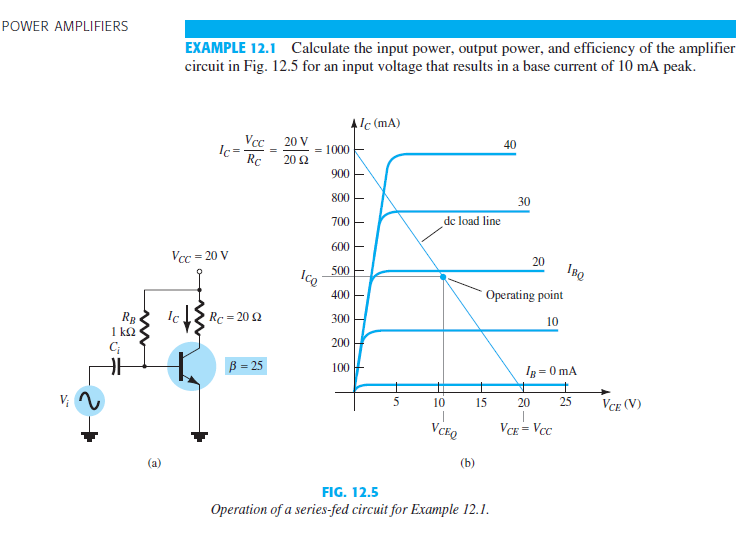 POWER AMPLIFIERS
EXAMPLE 12.1 Calculate the input power, output power, and efficiency of the amplifier
circuit in Fig. 12.5 for an input voltage that results in a base current of 10 mA peak.
IC (mA)
IC = VCC / RC = 20 V / 20 Ω = 1000
900
800
700
600
500
400
300
200
100
40
30
20
10
IB = 0 mA
dc load line
ICQ
IBQ
Operating point
5 10 15 20 25 VCE (V)
VCEQ VCE = VCC
VCC = 20 V
RB
1 kΩ
IC
RC = 20 Ω
Ci
β = 25
Vi
(a) (b)
FIG. 12.5
Operation of a series-fed circuit for Example 12.1.